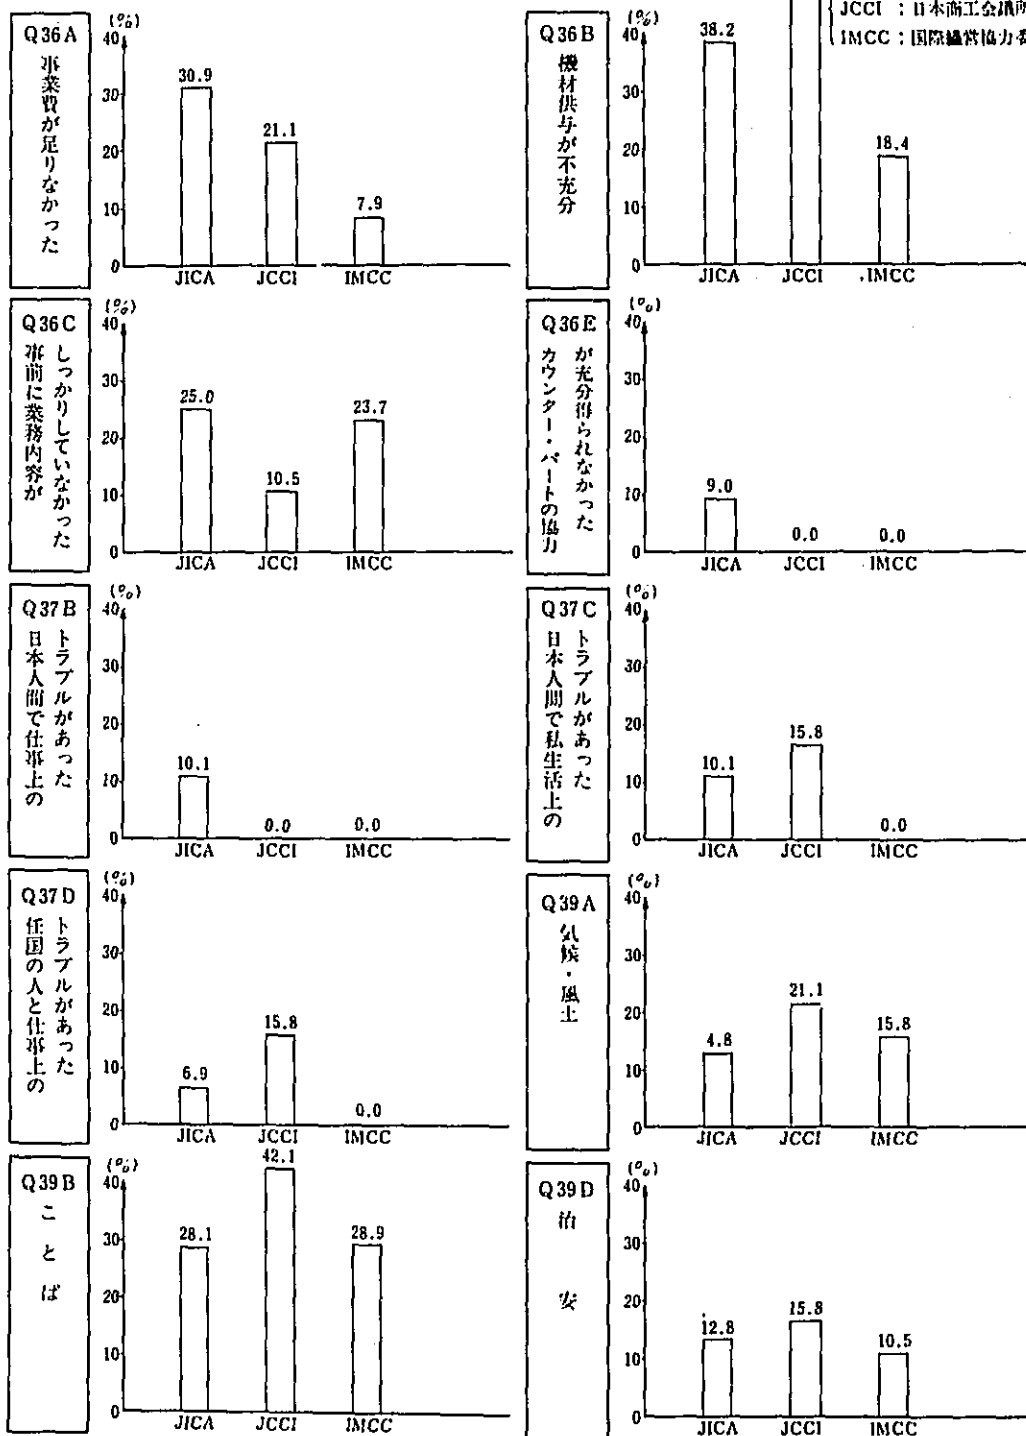 JCCI : 日本商工会議所
IMCC : 国際経営協力
Q36A
事業費が足りなかった
(%)
40
30
20
10
0
30.9
21.1
7.9
JICA JCCI IMCC
Q36B
機材供与が不充分
40
30
20
10
0
38.2
18.4
JICA JCCI IMCC
Q36C
事前に業務内容が
しっかりしていなかった
(%)
40
30
20
10
0
25.0
10.5
23.7
JICA JCCI IMCC
Q36E
カウンター・パートの協力
が充分得られなかった
(%)
40
30
20
10
0
9.0
0.0
0.0
JICA JCCI IMCC
Q37B
日本人間で仕事上の
トラブルがあった
(%)
40
30
20
10
0
10.1
0.0
0.0
JICA JCCI IMCC
Q37C
日本人間で私生活上の
トラブルがあった
(%)
40
30
20
10
0
10.1
15.8
0.0
JICA JCCI IMCC
Q37D
任国の人と仕事上の
トラブルがあった
(%)
40
30
20
10
0
6.9
15.8
0.0
JICA JCCI IMCC
Q39A
気候・風土
(%)
40
30
20
10
0
4.8
21.1
15.8
JICA JCCI IMCC
Q39B
ことば
(%)
40
30
20
10
0
28.1
42.1
28.9
JICA JCCI IMCC
Q39D
治安
(%)
40
30
20
10
0
12.8
15.8
10.5
JICA JCCI IMCC